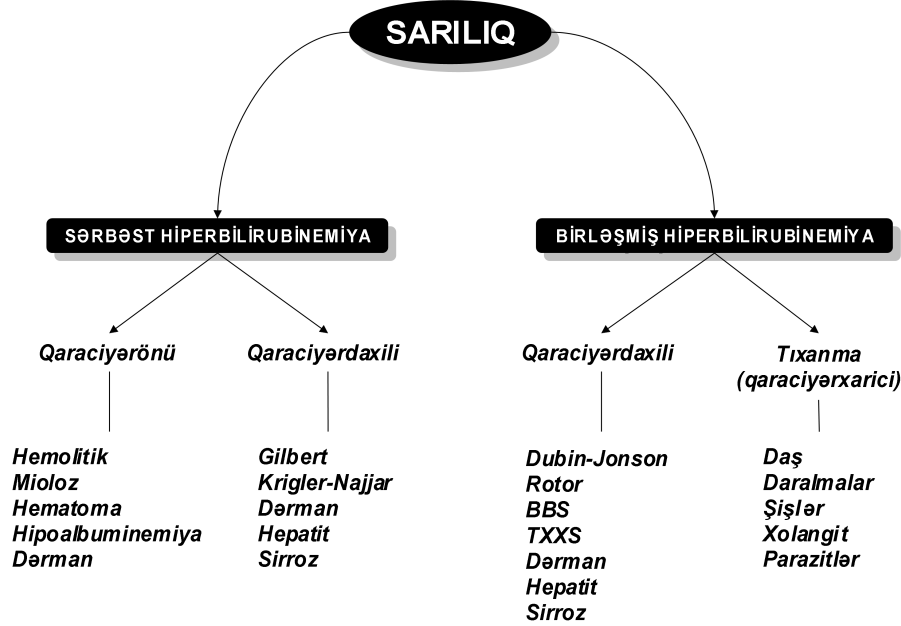 SARILIQ
SƏRBƏST HİPERBİLİRUBİNEMİYA
BİRLƏŞMİŞ HİPERBİLİRUBİNEMİYA
Qaraciyərönü
Qaraciyərdaxili
Qaraciyərdaxili
Tıxanma
(qaraciyərxarici)
Hemolitik
Mioloz
Hematoma
Hipoalbuminemiya
Dərman
Gilbert
Krigler-Najjar
Dərman
Hepatit
Sirroz
Dubin-Jonson
Rotor
BBS
TXXS
Dərman
Hepatit
Sirroz
Daş
Daralmalar
Şişlər
Xolangit
Parazitlər